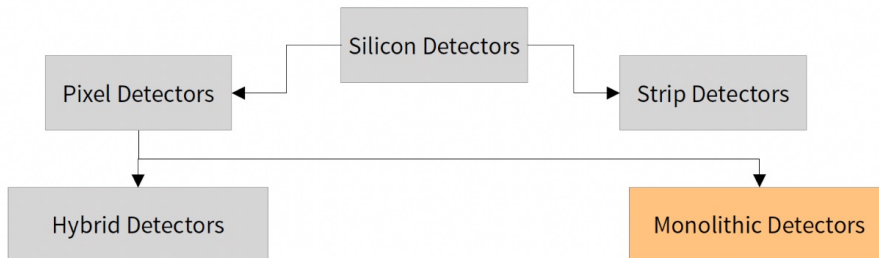 Silicon Detectors
Pixel Detectors
Strip Detectors
Hybrid Detectors
Monolithic Detectors